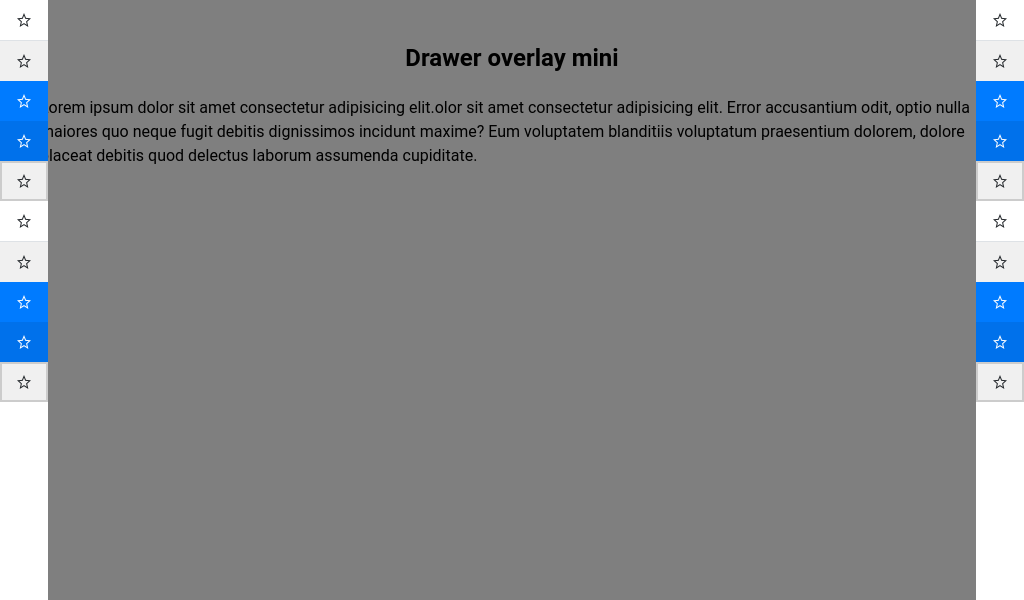 Drawer overlay mini
orem ipsum dolor sit amet consectetur adipisicing elit.olor sit amet consectetur adipisicing elit. Error accusantium odit, optio nulla
naiores quo neque fugit debitis dignissimos incidunt maxime? Eum voluptatem blanditiis voluptatum praesentium dolorem, dolore
laceat debitis quod delectus laborum assumenda cupiditate.